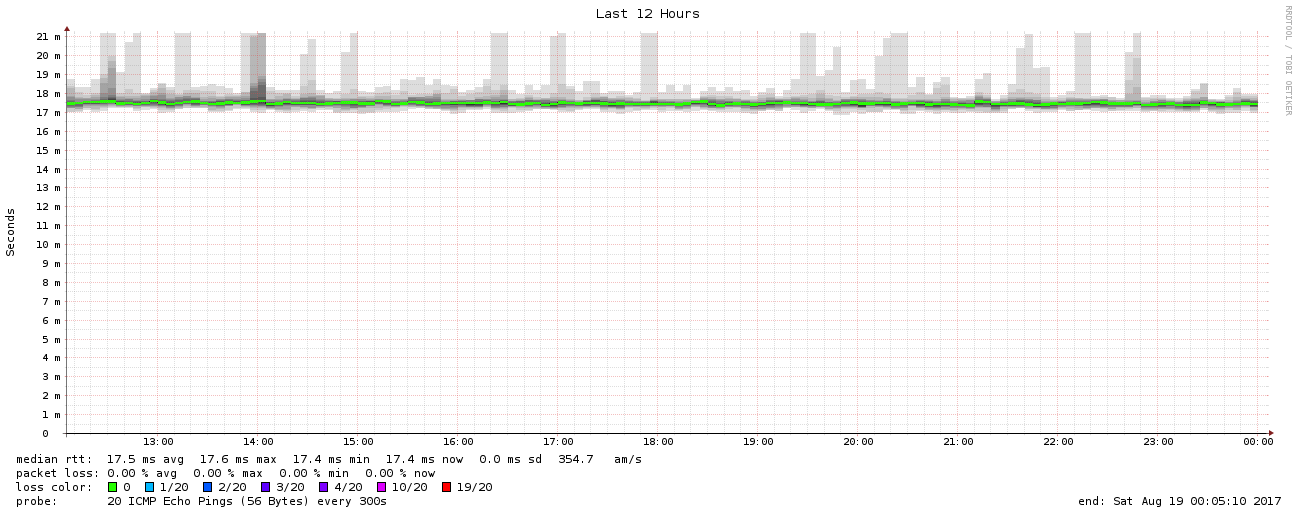 Last 12 Hours
RRDTOOL / TOBI OETIKER
21 m
20 m
19 m
18 m
17 m
16 m
15 m
14 m
13 m
12 m
11 m
10 m
9 m
8 m
7 m
6 m
5 m
4 m
3 m
2 m
1 m
0
Seconds
13:00 14:00 15:00 16:00 17:00 18:00 19:00 20:00 21:00 22:00 23:00 00:00
median rtt: 17.5 ms avg 17.6 ms max 17.4 ms min 17.4 ms now 0.0 ms sd 354.7 am/s
packet loss: 0.00 % avg 0.00 % max 0.00 % min 0.00 % now
loss color: 0 1/20 2/20 3/20 4/20 10/20 19/20
probe: 20 ICMP Echo Pings (56 Bytes) every 300s end: Sat Aug 19 00:05:10 2017